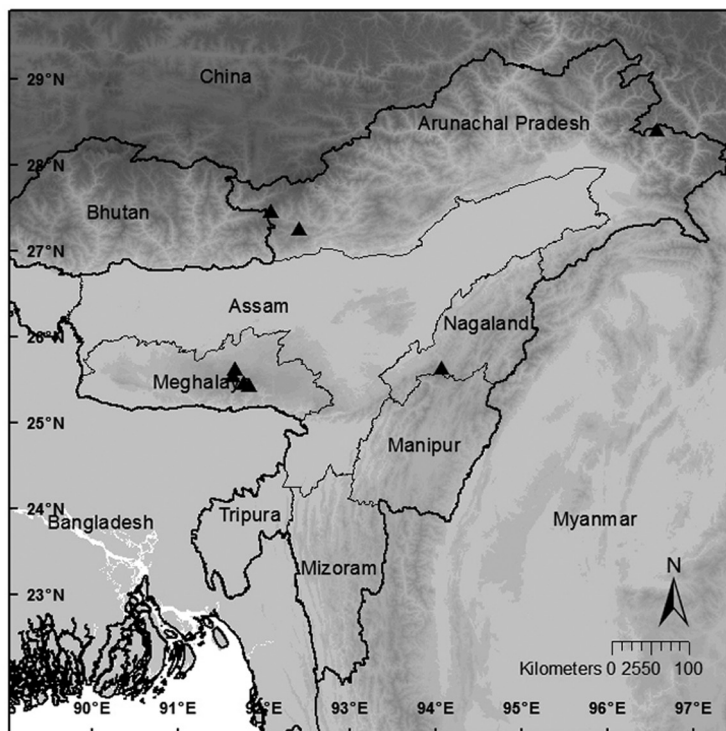 29°N
China
Arunachal Pradesh
28°N
Bhutan
27°N
Assam
26°N
Nagaland
Meghalaya
25°N
Manipur
24°N
Bangladesh
Tripura
Myanmar
Mizoram
23°N
N
Kilometers 0 2550 100
90°E 91°E 92°E 93°E 94°E 95°E 96°E 97°E